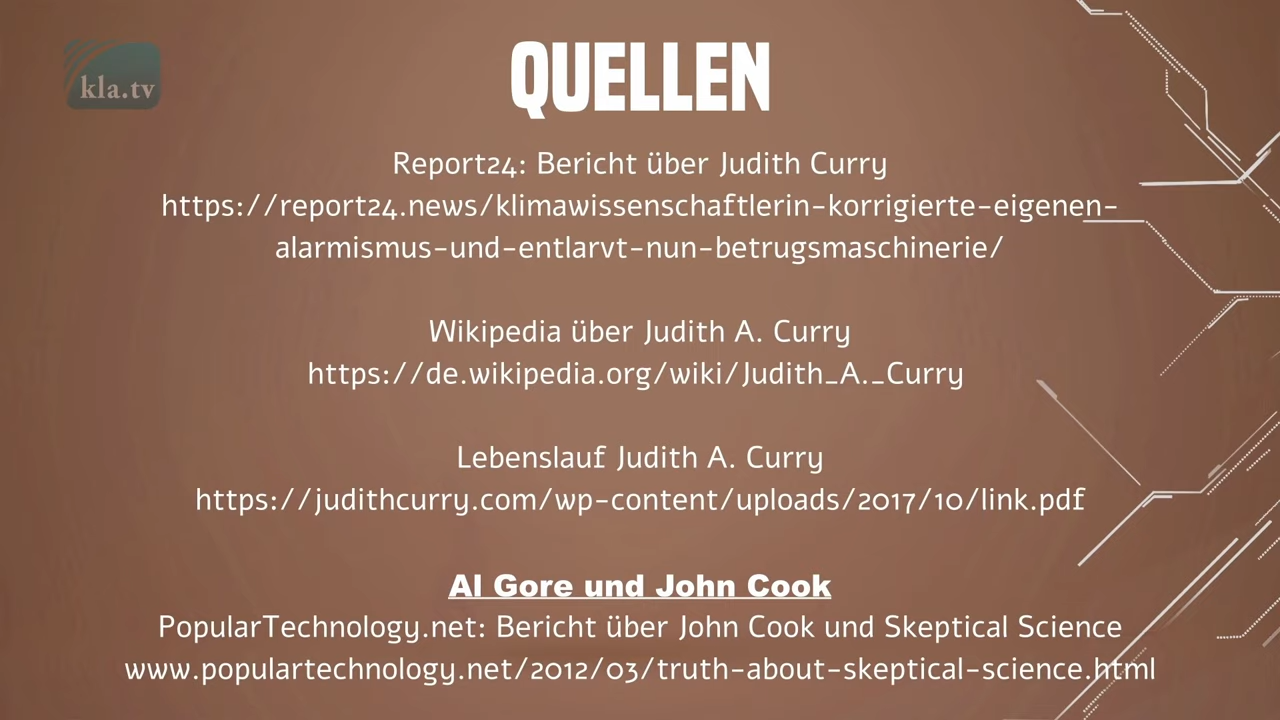 kla.tv
QUELLEN
Report24: Bericht über Judith Curry
https://report24.news/klimawissenschaftlerin-korrigierte-eigenen-
alarmismus-und-entlarvt-nun-betrugsmaschinerie/
Wikipedia über Judith A. Curry
https://de.wikipedia.org/wiki/Judith_A._Curry
Lebenslauf Judith A. Curry
https://judithcurry.com/wp-content/uploads/2017/10/link.pdf
Al Gore und John Cook
PopularTechnology.net: Bericht über John Cook und Skeptical Science
www.populartechnology.net/2012/03/truth-about-skeptical-science.html